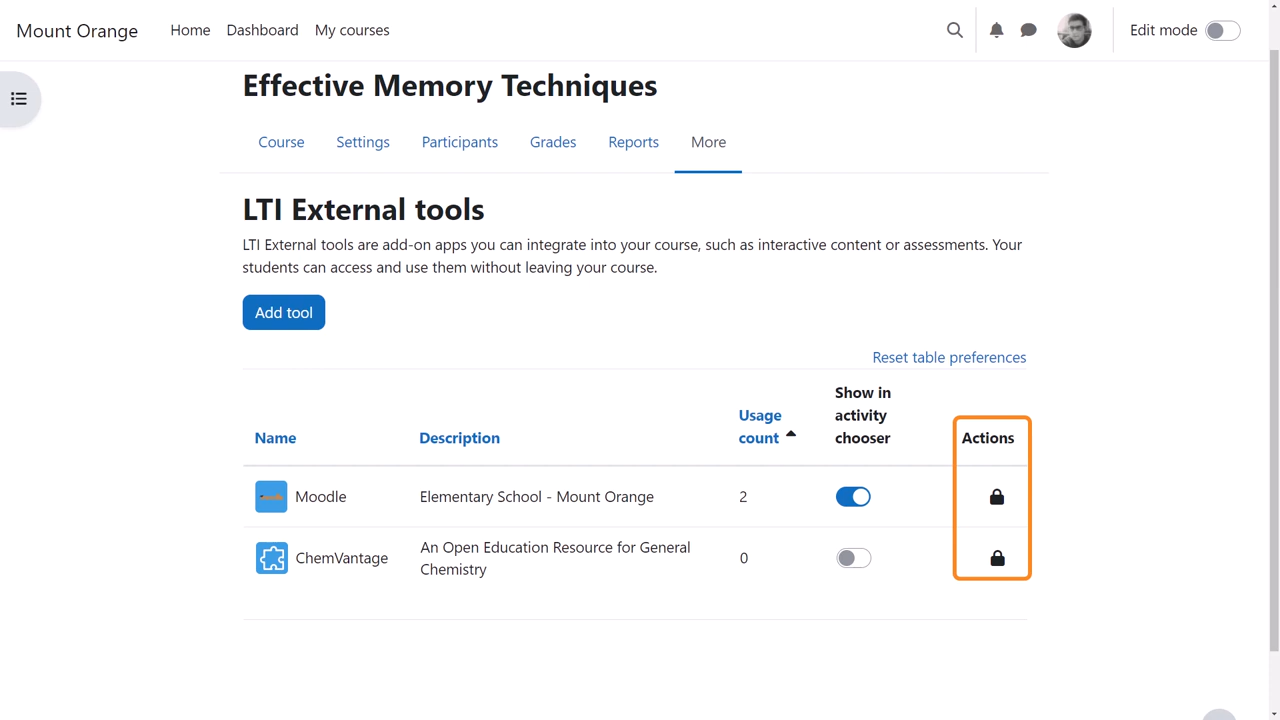 Mount Orange
Home
Dashboard
My courses
Edit mode
Effective Memory Techniques
Course
Settings
Participants
Grades
Reports
More
LTI External tools
LTI External tools are add-on apps you can integrate into your course, such as interactive content or assessments. Your
students can access and use them without leaving your course.
Add tool
Reset table preferences
Name
Description
Usage
count
Show in
activity
chooser
Actions
Moodle
Elementary School - Mount Orange
2
ChemVantage
An Open Education Resource for General
Chemistry
0